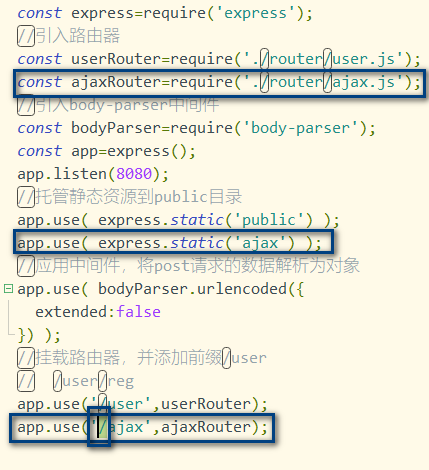 const express=require('express');
//引入路由器
const userRouter=require('./router/user.js');
const ajaxRouter=require('./router/ajax.js');
//引入body-parser中间件
const bodyParser=require('body-parser');
const app=express();
app.listen(8080);
//托管静态资源到public目录
app.use( express.static('public') );
app.use( express.static('ajax') );
//应用中间件，将post请求的数据解析为对象
app.use( bodyParser.urlencoded({
extended:false
}) );
//挂载路由器，并添加前缀/user
// /user/reg
app.use('/user',userRouter);
app.use('/ajax',ajaxRouter);